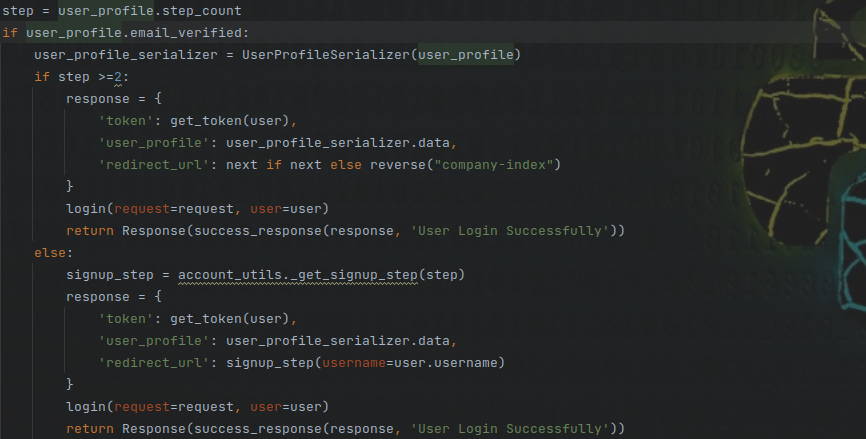 step = user_profile.step_count
if user_profile.email_verified:
    user_profile_serializer = UserProfileSerializer(user_profile)
    if step >=2:
        response = {
            'token': get_token(user),
            'user_profile': user_profile_serializer.data,
            'redirect_url': next if next else reverse("company-index")
        }
        login(request=request, user=user)
        return Response(success_response(response, 'User Login Successfully'))
    else:
        signup_step = account_utils._get_signup_step(step)
        response = {
            'token': get_token(user),
            'user_profile': user_profile_serializer.data,
            'redirect_url': signup_step(username=user.username)
        }
        login(request=request, user=user)
        return Response(success_response(response, 'User Login Successfully'))